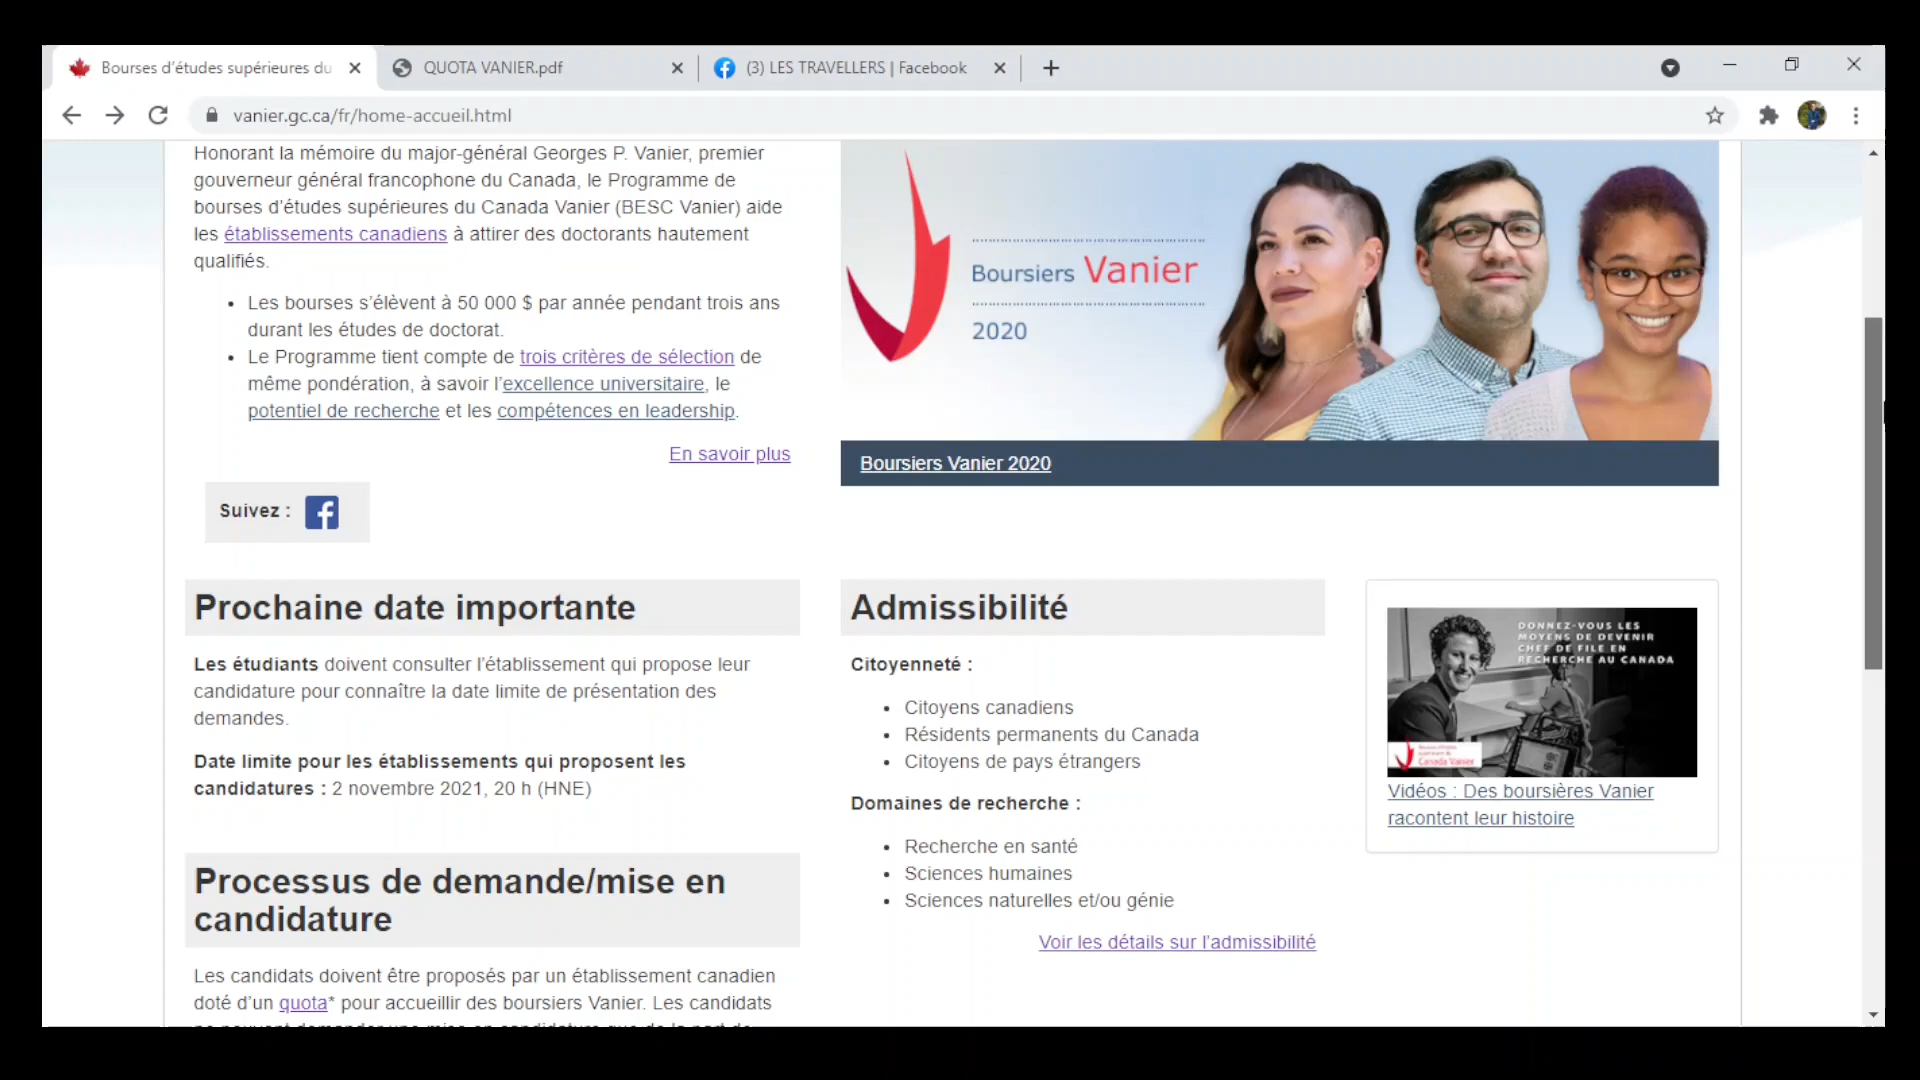 Bourses d'études supérieures du
QUOTA VANIER.pdf
(3) LES TRAVELLERS | Facebook
vanier.gc.ca/fr/home-accueil.html
Honorant la mémoire du major-général Georges P. Vanier, premier
gouverneur général francophone du Canada, le Programme de
bourses d'études supérieures du Canada Vanier (BESC Vanier) aide
les établissements canadiens à attirer des doctorants hautement
qualifiés.
• Les bourses s'élèvent à 50 000 $ par année pendant trois ans
durant les études de doctorat.
• Le Programme tient compte de trois critères de sélection de
même pondération, à savoir l'excellence universitaire, le
potentiel de recherche et les compétences en leadership.
En savoir plus
Suivez :
Boursiers Vanier
2020
Boursiers Vanier 2020
Prochaine date importante
Les étudiants doivent consulter l'établissement qui propose leur
candidature pour connaître la date limite de présentation des
demandes.
Date limite pour les établissements qui proposent les
candidatures : 2 novembre 2021, 20 h (HNE)
Processus de demande/mise en
candidature
Les candidats doivent être proposés par un établissement canadien
doté d'un quota* pour accueillir des boursiers Vanier. Les candidats
Admissibilité
Citoyenneté :
• Citoyens canadiens
• Résidents permanents du Canada
• Citoyens de pays étrangers
Domaines de recherche :
• Recherche en santé
• Sciences humaines
• Sciences naturelles et/ou génie
Voir les détails sur l'admissibilité
DONNEZ-VOUS LES
MOYENS DE DEVENIR
CHEF DE FILE EN
RECHERCHE AU CANADA
Canada Vanier
Vidéos : Des boursières Vanier
racontent leur histoire